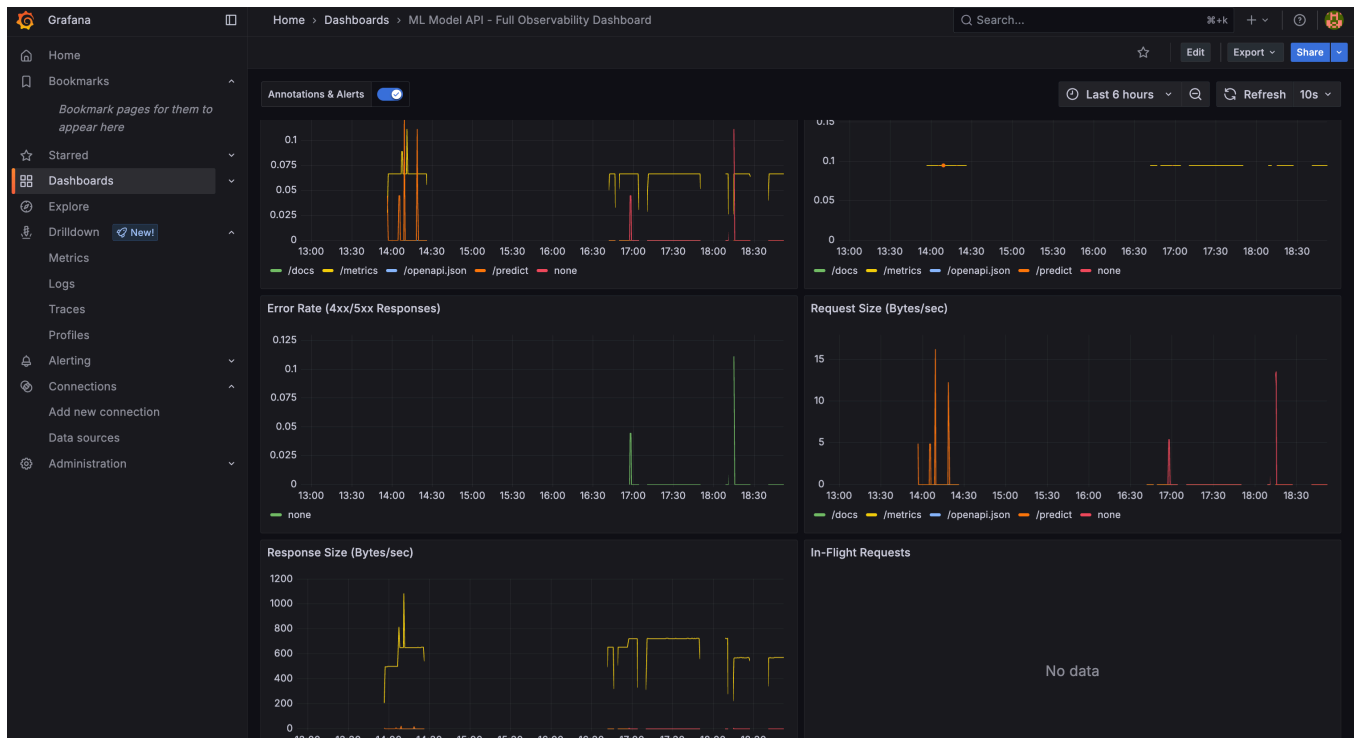 Grafana
Home › Dashboards › ML Model API - Full Observability Dashboard
Search...
⌘+k
Edit
Export
Share
Home
Bookmarks
Bookmark pages for them to
appear here
Starred
Dashboards
Explore
Drilldown
New!
Metrics
Logs
Traces
Profiles
Alerting
Connections
Add new connection
Data sources
Administration
Annotations & Alerts
Last 6 hours
Refresh
10s
0.1
0.075
0.05
0.025
0
13:00 13:30 14:00 14:30 15:00 15:30 16:00 16:30 17:00 17:30 18:00 18:30
/docs /metrics /openapi.json /predict none
0.15
0.1
0.05
0
13:00 13:30 14:00 14:30 15:00 15:30 16:00 16:30 17:00 17:30 18:00 18:30
/docs /metrics /openapi.json /predict none
Error Rate (4xx/5xx Responses)
0.125
0.1
0.075
0.05
0.025
0
13:00 13:30 14:00 14:30 15:00 15:30 16:00 16:30 17:00 17:30 18:00 18:30
none
Request Size (Bytes/sec)
15
10
5
0
13:00 13:30 14:00 14:30 15:00 15:30 16:00 16:30 17:00 17:30 18:00 18:30
/docs /metrics /openapi.json /predict none
Response Size (Bytes/sec)
1200
1000
800
600
400
200
0
In-Flight Requests
No data